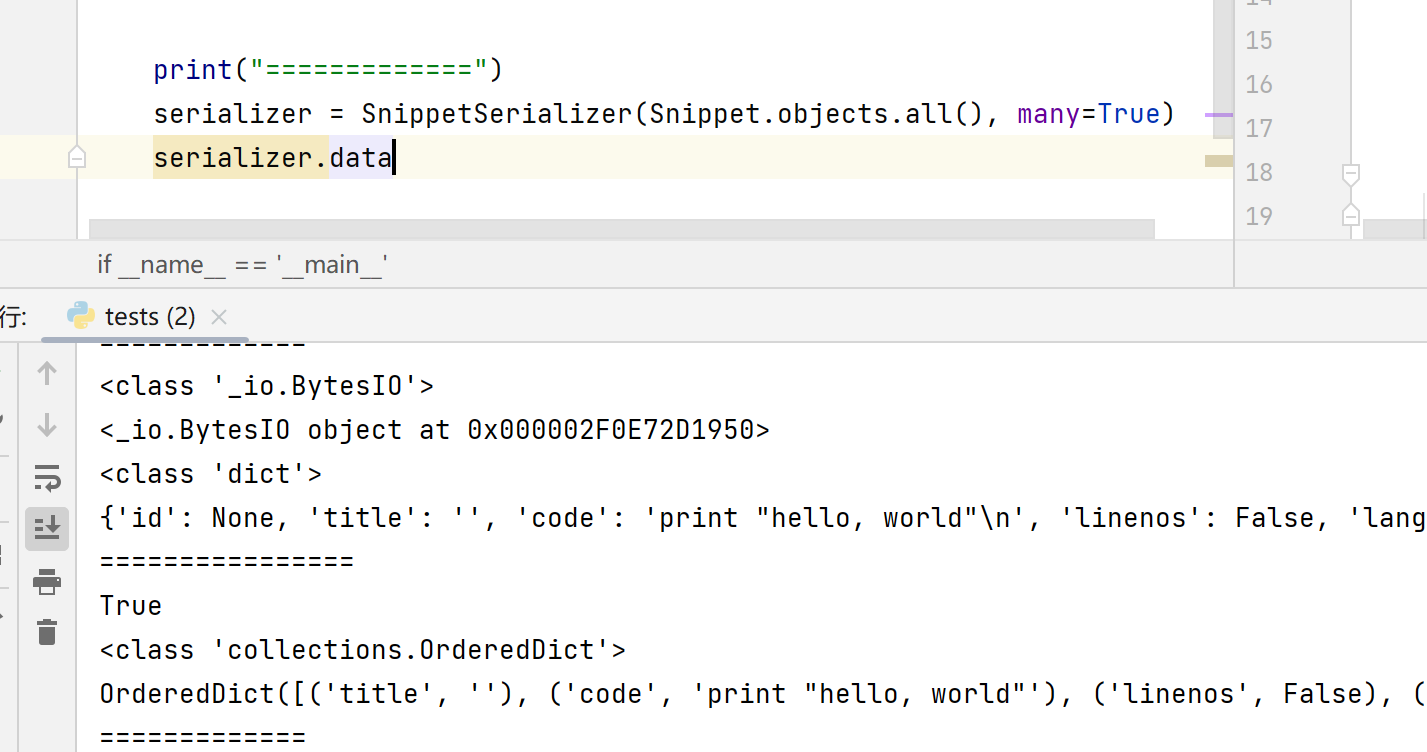 print("=============")
serializer = SnippetSerializer(Snippet.objects.all(), many=True)
serializer.data
15
16
17
18
19
if __name__ == '__main__'
行:
tests (2)
=============
<class '_io.BytesIO'>
<_io.BytesIO object at 0x000002F0E72D1950>
<class 'dict'>
{'id': None, 'title': '', 'code': 'print "hello, world"\n', 'linenos': False, 'lang
================
True
<class 'collections.OrderedDict'>
OrderedDict([('title', ''), ('code', 'print "hello, world"'), ('linenos', False), (
=============